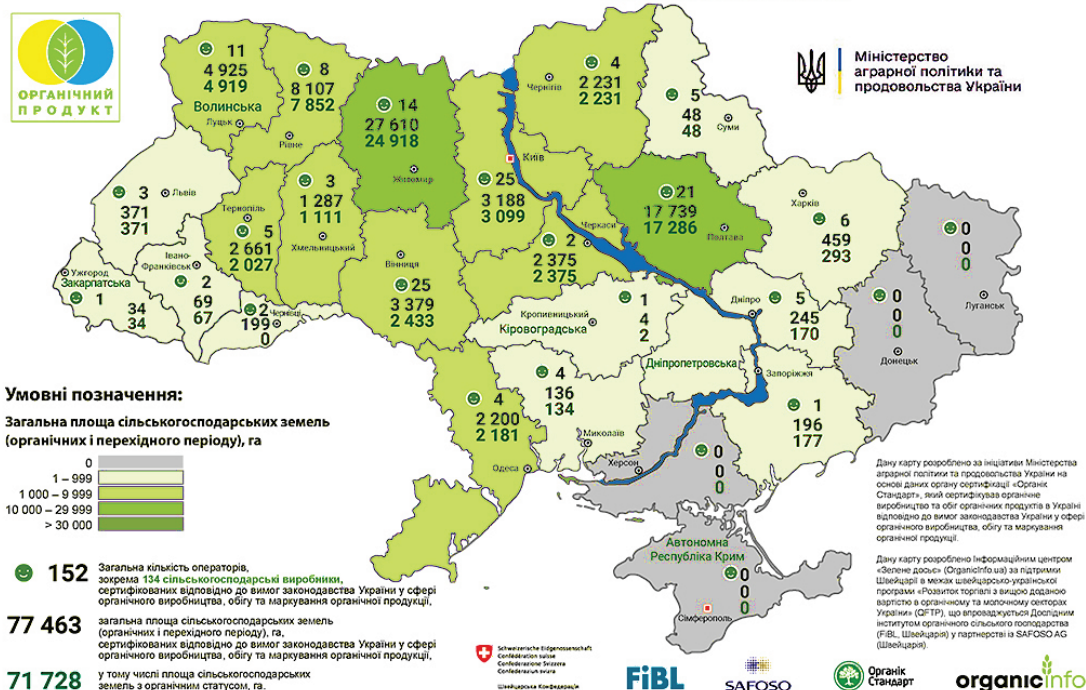 ОРГАНІЧНИЙ
ПРОДУКТ
Міністерство
аграрної політики та
продовольства України
11
4 925
4 919
Волинська
Луцьк
8
8 107
7 852
Рівне
14
27 610
24 918
Житомир
Київ
25
3 188
3 099
4
Чернігів
2 231
2 231
5
48
48
Суми
3
Львів
371
371
Тернопіль
5
2 661
2 027
3
1 287
1 111
Хмельницький
Вінниця
25
3 379
2 433
Черкаси
2
2 375
2 375
21
17 739
17 286
Полтава
Харків
6
459
293
0
0
0
Луганськ
0
0
0
Донецьк
Ужгород
Закарпатська
1
34
34
Івано-
Франківськ
2
69
67
2
199
0
Чернівці
1
Кропивницький
4
Кіровоградська
2
Дніпро
5
245
170
Дніпропетровська
Запоріжжя
1
196
177
4
136
134
Миколаїв
4
2 200
2 181
Одеса
Херсон
0
0
0
Автономна
Республіка Крим
0
0
0
Сімферополь
Умовні позначення:
Загальна площа сільськогосподарських земель
(органічних і перехідного періоду), га
0
1 – 999
1 000 – 9 999
10 000 – 29 999
> 30 000
152
Загальна кількість операторів,
зокрема 134 сільськогосподарські виробники,
сертифікованих відповідно до вимог законодавства України у сфері
органічного виробництва, обігу та маркування органічної продукції,
77 463
загальна площа сільськогосподарських земель
(органічних і перехідного періоду), га,
сертифікованих відповідно до вимог законодавства України у сфері
органічного виробництва, обігу та маркування органічної продукції,
71 728
у тому числі площа сільськогосподарських
земель з органічним статусом, га.
Дану карту розроблено за ініціативи Міністерства
аграрної політики та продовольства України на
основі даних органу сертифікації «Органік
Стандарт», який сертифікував органічне
виробництво та обіг органічних продуктів в Україні
відповідно до вимог законодавства України у сфері
органічного виробництва, обігу та маркування
органічної продукції.
Дану карту розроблено Інформаційним центром
«Зелене досьє» (OrganicInfo.ua) за підтримки
Швейцарії в межах швейцарсько-української
програми «Розвиток торгівлі з вищою доданою
вартістю в органічному та молочному секторах
України» (QFTP), що впроваджується Дослідним
інститутом органічного сільського господарства
(FiBL, Швейцарія) у партнерстві із SAFOSO AG
(Швейцарія).
Schweizerische Eidgenossenschaft
Confédération suisse
Confederazione Svizzera
Confederaziun svizra
Швейцарська Конфедерація
FiBL
SAFOSO
Органік
Стандарт
organicinfo